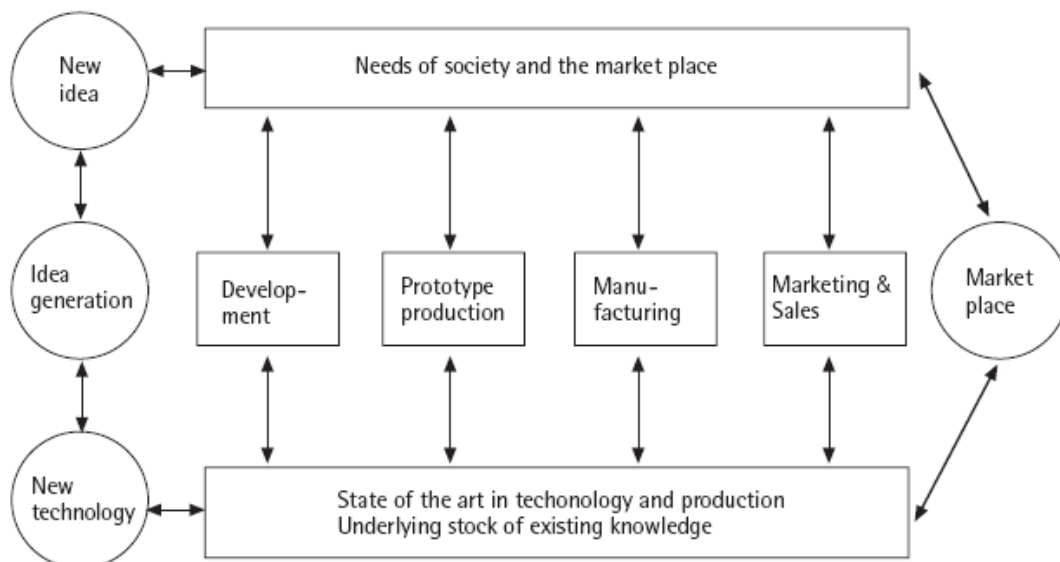 New
idea
Needs of society and the market place
Idea
generation
Develop-
ment
Prototype
production
Manu-
facturing
Marketing &
Sales
Market
place
New
technology
State of the art in techonology and production
Underlying stock of existing knowledge